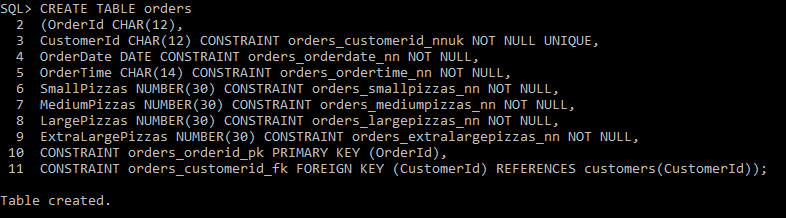 SQL> CREATE TABLE orders
2 (OrderId CHAR(12),
3 CustomerId CHAR(12) CONSTRAINT orders_customerid_nnuk NOT NULL UNIQUE,
4 OrderDate DATE CONSTRAINT orders_orderdate_nn NOT NULL,
5 OrderTime CHAR(14) CONSTRAINT orders_ordertime_nn NOT NULL,
6 SmallPizzas NUMBER(30) CONSTRAINT orders_smallpizzas_nn NOT NULL,
7 MediumPizzas NUMBER(30) CONSTRAINT orders_mediumpizzas_nn NOT NULL,
8 LargePizzas NUMBER(30) CONSTRAINT orders_largepizzas_nn NOT NULL,
9 ExtraLargePizzas NUMBER(30) CONSTRAINT orders_extralargepizzas_nn NOT NULL,
10 CONSTRAINT orders_orderid_pk PRIMARY KEY (OrderId),
11 CONSTRAINT orders_customerid_fk FOREIGN KEY (CustomerId) REFERENCES customers(CustomerId));
Table created.